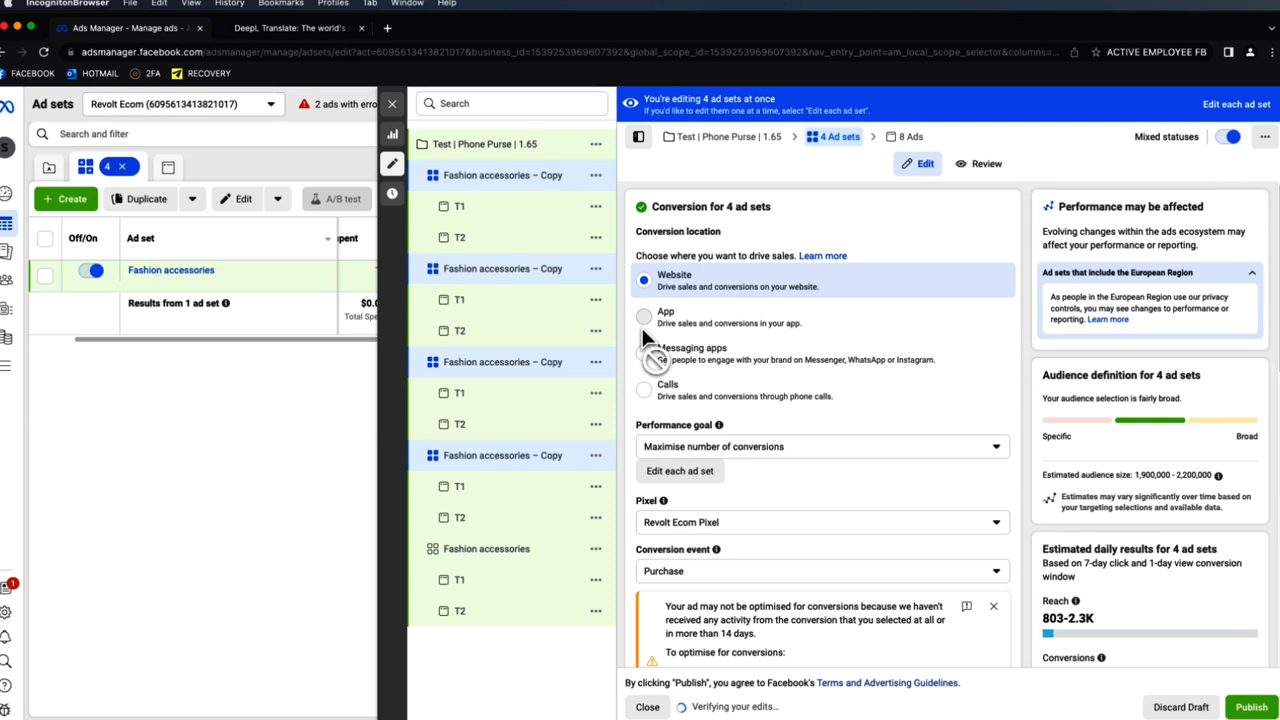 IncognitonBrowser File Edit View History Bookmarks Profiles Tab Window Help
Ads Manager - Manage ads -
DeepL Translate: The world's
adsmanager.facebook.com/adsmanager/manage/adsets/edit?act=6095613413821017&business_id=1539253969607392&global_scope_id=1539253969607392&nav_entry_point=am_local_scope_selector&columns=...
ACTIVE EMPLOYEE FB
FACEBOOK HOTMAIL 2FA RECOVERY
Ad sets
Revolt Ecom (6095613413821017)
2 ads with erro
Search and filter
4
Create
Duplicate
Edit
A/B test
Off/On
Ad set
spent
Fashion accessories
Results from 1 ad set
$0.
Total Spe
S
1
Search
Test | Phone Purse | 1.65
Fashion accessories – Copy
T1
T2
Fashion accessories – Copy
T1
T2
Fashion accessories – Copy
T1
T2
Fashion accessories – Copy
T1
T2
Fashion accessories
T1
T2
You're editing 4 ad sets at once
If you'd like to edit them one at a time, select "Edit each ad set".
Edit each ad set
Test | Phone Purse | 1.65
4 Ad sets
8 Ads
Mixed statuses
Edit
Review
Conversion for 4 ad sets
Conversion location
Choose where you want to drive sales. Learn more
Website
Drive sales and conversions on your website.
App
Drive sales and conversions in your app.
Messaging apps
people to engage with your brand on Messenger, WhatsApp or Instagram.
Calls
Drive sales and conversions through phone calls.
Performance goal
Maximise number of conversions
Edit each ad set
Pixel
Revolt Ecom Pixel
Conversion event
Purchase
Your ad may not be optimised for conversions because we haven't
received any activity from the conversion that you selected at all or
in more than 14 days.
To optimise for conversions:
Performance may be affected
Evolving changes within the ads ecosystem may
affect your performance or reporting.
Ad sets that include the European Region
As people in the European Region use our privacy
controls, you may see changes to performance or
reporting. Learn more
Audience definition for 4 ad sets
Your audience selection is fairly broad.
Specific
Broad
Estimated audience size: 1,900,000 - 2,200,000
Estimates may vary significantly over time based on
your targeting selections and available data.
Estimated daily results for 4 ad sets
Based on 7-day click and 1-day view conversion
window
Reach
803-2.3K
Conversions
By clicking "Publish", you agree to Facebook's Terms and Advertising Guidelines.
Close
Verifying your edits...
Discard Draft
Publish